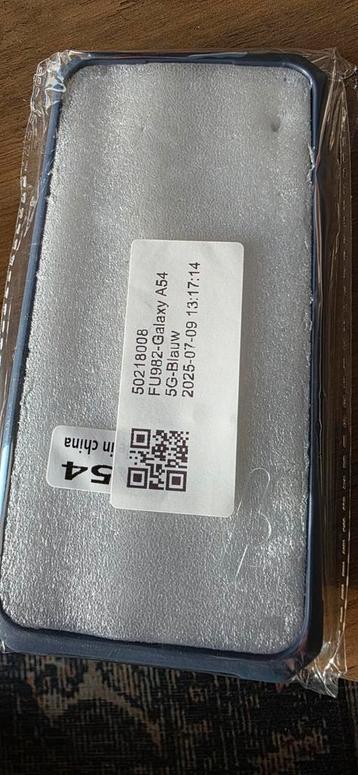 50218008
FU982-Galaxy A54
5G-Blauw
2025-07-09 13:17:14
54
in china